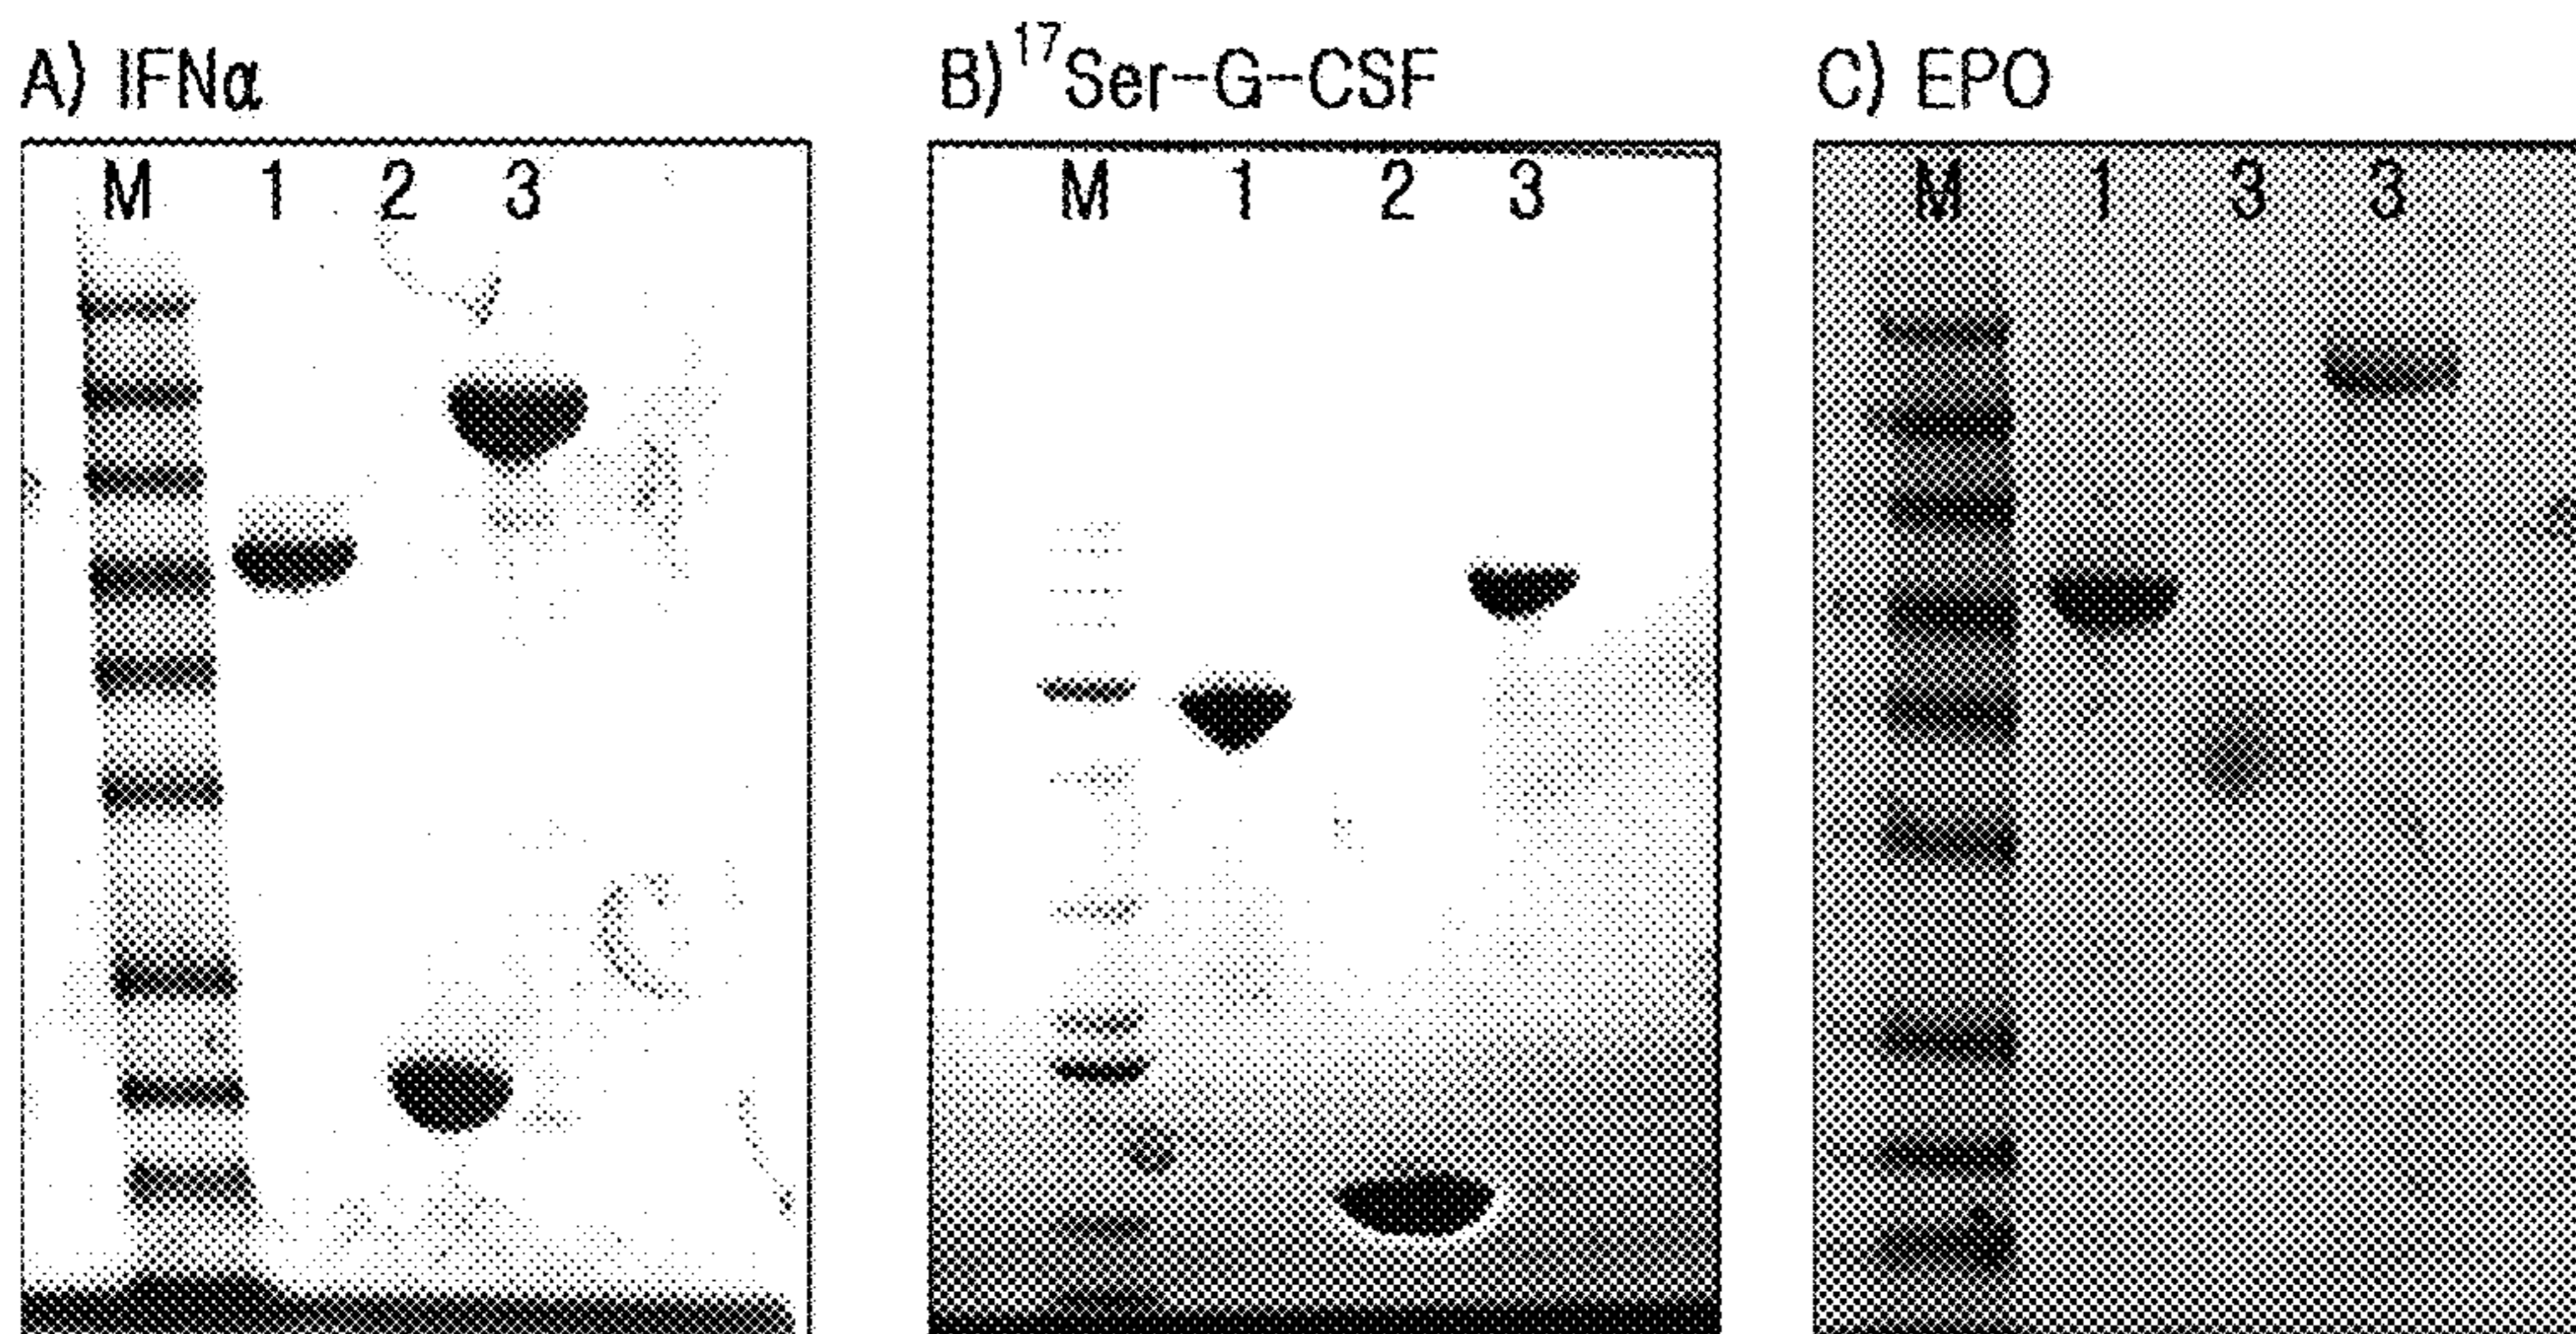 A) IFNα
M 1 2 3
B) ¹⁷Ser-G-CSF
M 1 2 3
C) EPO
M 1 3 3